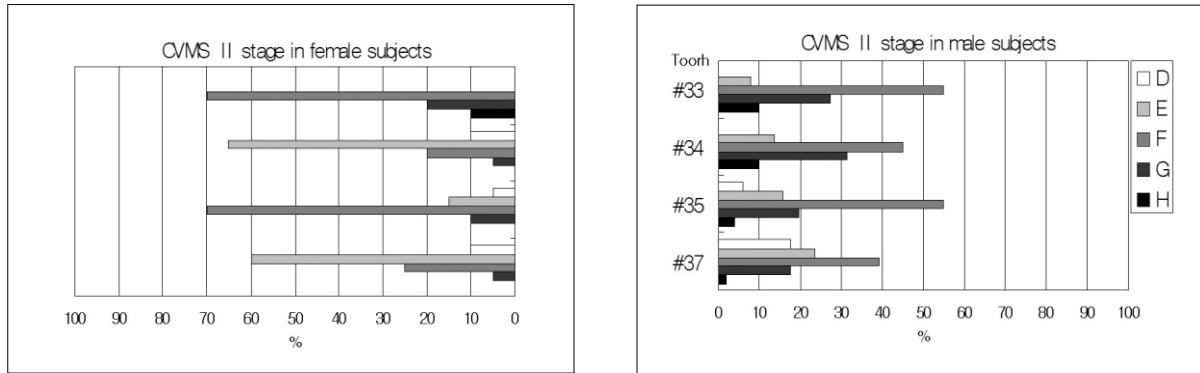 CVMS II stage in female subjects
100 90 80 70 60 50 40 30 20 10 0
%
CVMS II stage in male subjects
Toorh
#33
#34
#35
#37
0 10 20 30 40 50 60 70 80 90 100
%
D
E
F
G
H